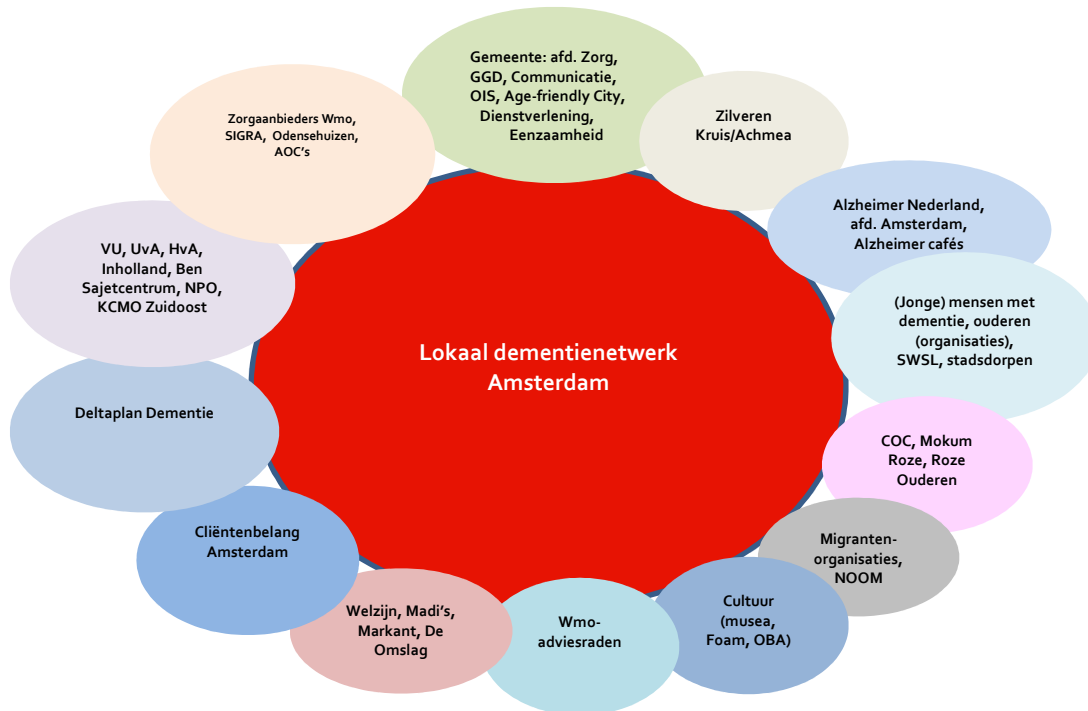 Gemeente: afd. Zorg,
GGD, Communicatie,
OIS, Age-friendly City,
Dienstverlening,
Eenzaamheid
Zilveren
Kruis/Achmea
Zorgaanbieders Wmo,
SIGRA, Odensehuizen,
AOC's
Alzheimer Nederland,
afd. Amsterdam,
Alzheimer cafés
VU, UvA, HvA,
Inholland, Ben
Sajetcentrum, NPO,
KCMO Zuidoost
(Jonge) mensen met
dementie, ouderen
(organisaties),
SWSL, stadsdorpen
Lokaal dementienetwerk
Amsterdam
Deltaplan Dementie
COC, Mokum
Roze, Roze
Ouderen
Cliëntenbelang
Amsterdam
Migranten-
organisaties,
NOOM
Welzijn, Madi's,
Markant, De
Omslag
Wmo-
adviesraden
Cultuur
(musea,
Foam, OBA)